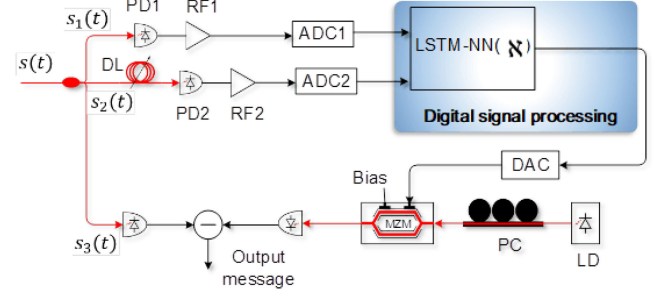 PD1
RF1
s₁(t)
ADC1
LSTM-NN( ℵ )
s(t)
DL
ADC2
s₂(t)
PD2
RF2
Digital signal processing
DAC
Bias
MZM
s₃(t)
−
PC
LD
Output
message